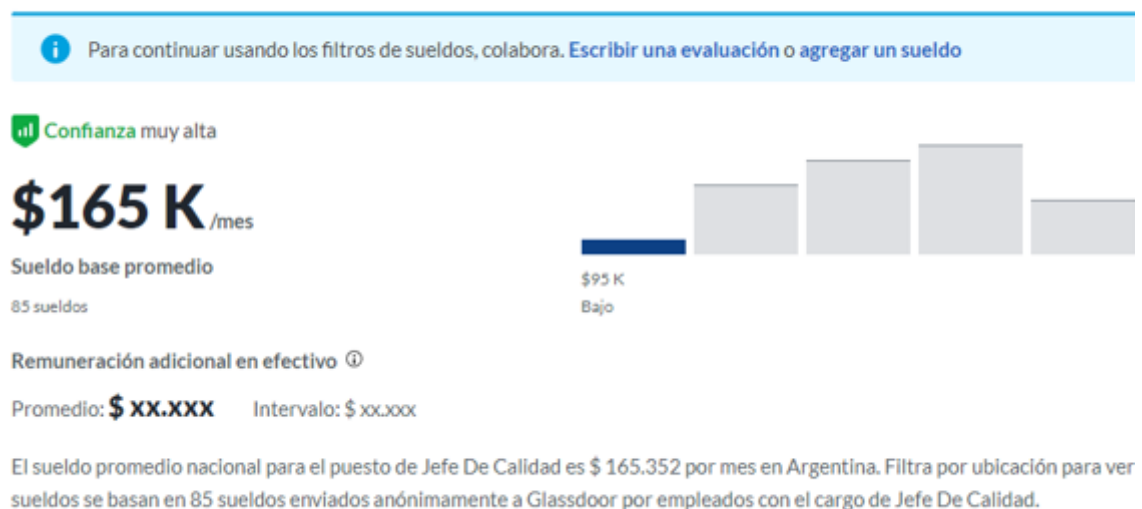 Para continuar usando los filtros de sueldos, colabora. Escribir una evaluación o agregar un sueldo
Confianza muy alta
$165 K /mes
Sueldo base promedio
85 sueldos
$95 K
Bajo
Remuneración adicional en efectivo
Promedio: $ xx.xxx Intervalo: $ xx.xxx
El sueldo promedio nacional para el puesto de Jefe De Calidad es $ 165.352 por mes en Argentina. Filtra por ubicación para ver
sueldos se basan en 85 sueldos enviados anónimamente a Glassdoor por empleados con el cargo de Jefe De Calidad.